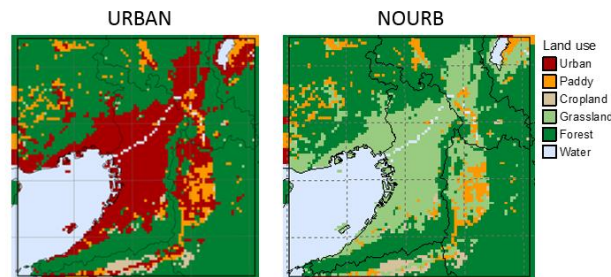 URBAN
NOURB
Land use
Urban
Paddy
Cropland
Grassland
Forest
Water